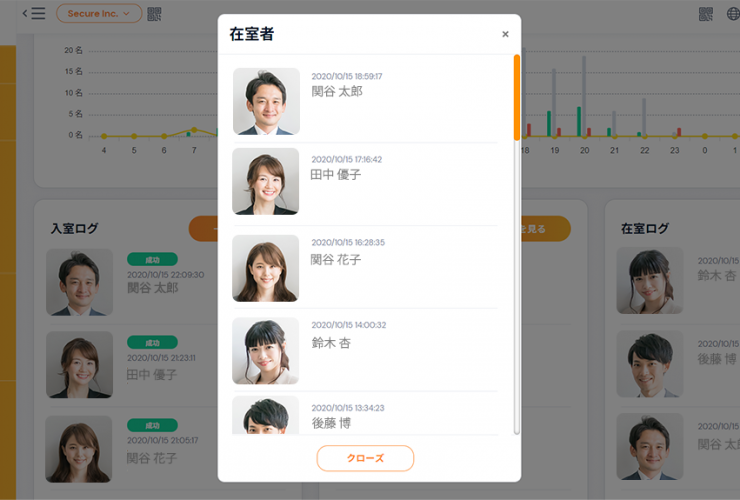 Secure Inc.
在室者
×
20 名
15 名
10 名
5 名
0 名
4 5 6 7 18 19 20 21 22 23 0 1
2020/10/15 18:59:17
関谷 太郎
2020/10/15 17:16:42
田中 優子
2020/10/15 16:28:35
関谷 花子
2020/10/15 14:00:32
鈴木 杏
2020/10/15 13:34:23
後藤 博
クローズ
入室ログ
成功
2020/10/15 22:09:30
関谷 太郎
成功
2020/10/15 21:23:11
田中 優子
成功
2020/10/15 21:05:17
関谷 花子
を見る
在室ログ
2020/10/15
鈴木 杏
2020/10/15
後藤 博
2020/10/15
関谷 太